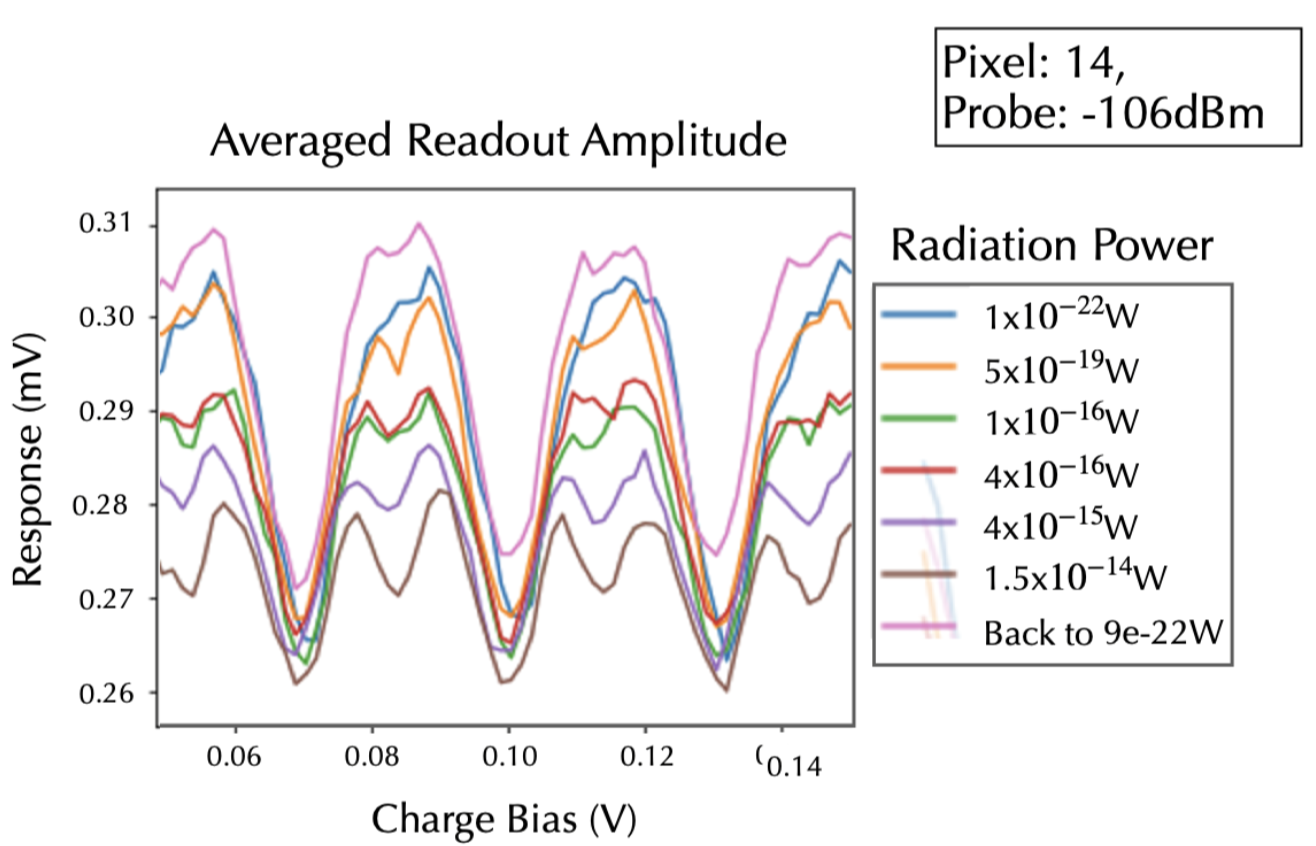 Pixel: 14,
Probe: -106dBm
Averaged Readout Amplitude
Response (mV)
0.31
0.30
0.29
0.28
0.27
0.26
0.06 0.08 0.10 0.12 0.14
Charge Bias (V)
Radiation Power
1x10⁻²²W
5x10⁻¹⁹W
1x10⁻¹⁶W
4x10⁻¹⁶W
4x10⁻¹⁵W
1.5x10⁻¹⁴W
Back to 9e-22W